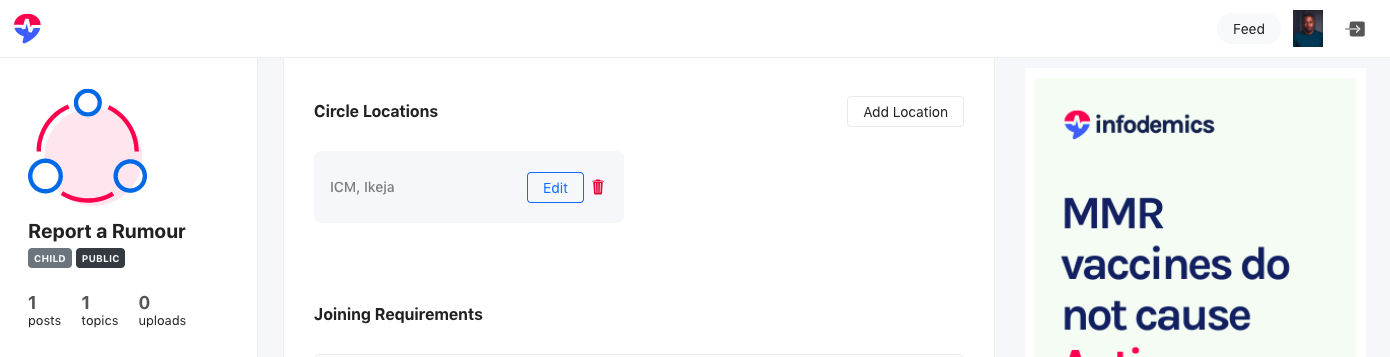 Feed
Report a Rumour
CHILD PUBLIC
1 1 0
posts topics uploads
Circle Locations
Add Location
ICM, Ikeja
Edit
Joining Requirements
infodemics
MMR
vaccines do
not cause